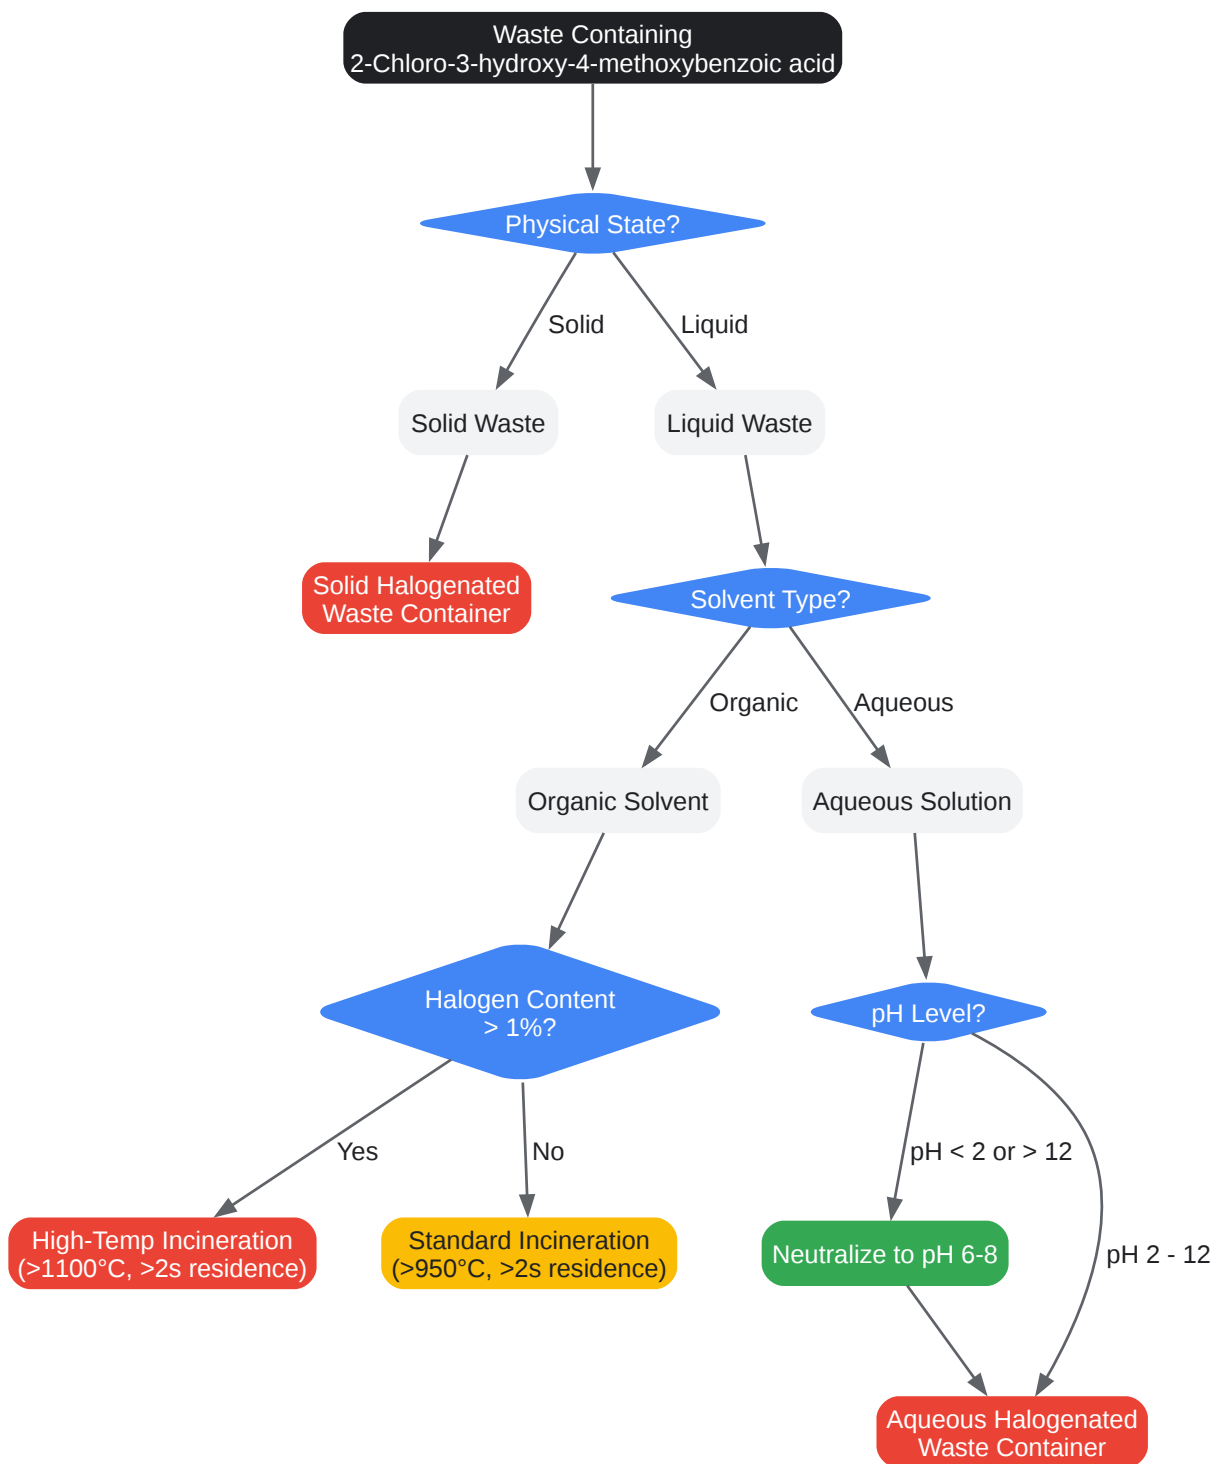 Waste Containing
2-Chloro-3-hydroxy-4-methoxybenzoic acid
Physical State?
Solid
Liquid
Solid Waste
Liquid Waste
Solid Halogenated
Waste Container
Solvent Type?
Organic
Aqueous
Organic Solvent
Aqueous Solution
Halogen Content
> 1%?
pH Level?
Yes
No
pH < 2 or > 12
High-Temp Incineration
(>1100°C, >2s residence)
Standard Incineration
(>950°C, >2s residence)
Neutralize to pH 6-8
pH 2 - 12
Aqueous Halogenated
Waste Container